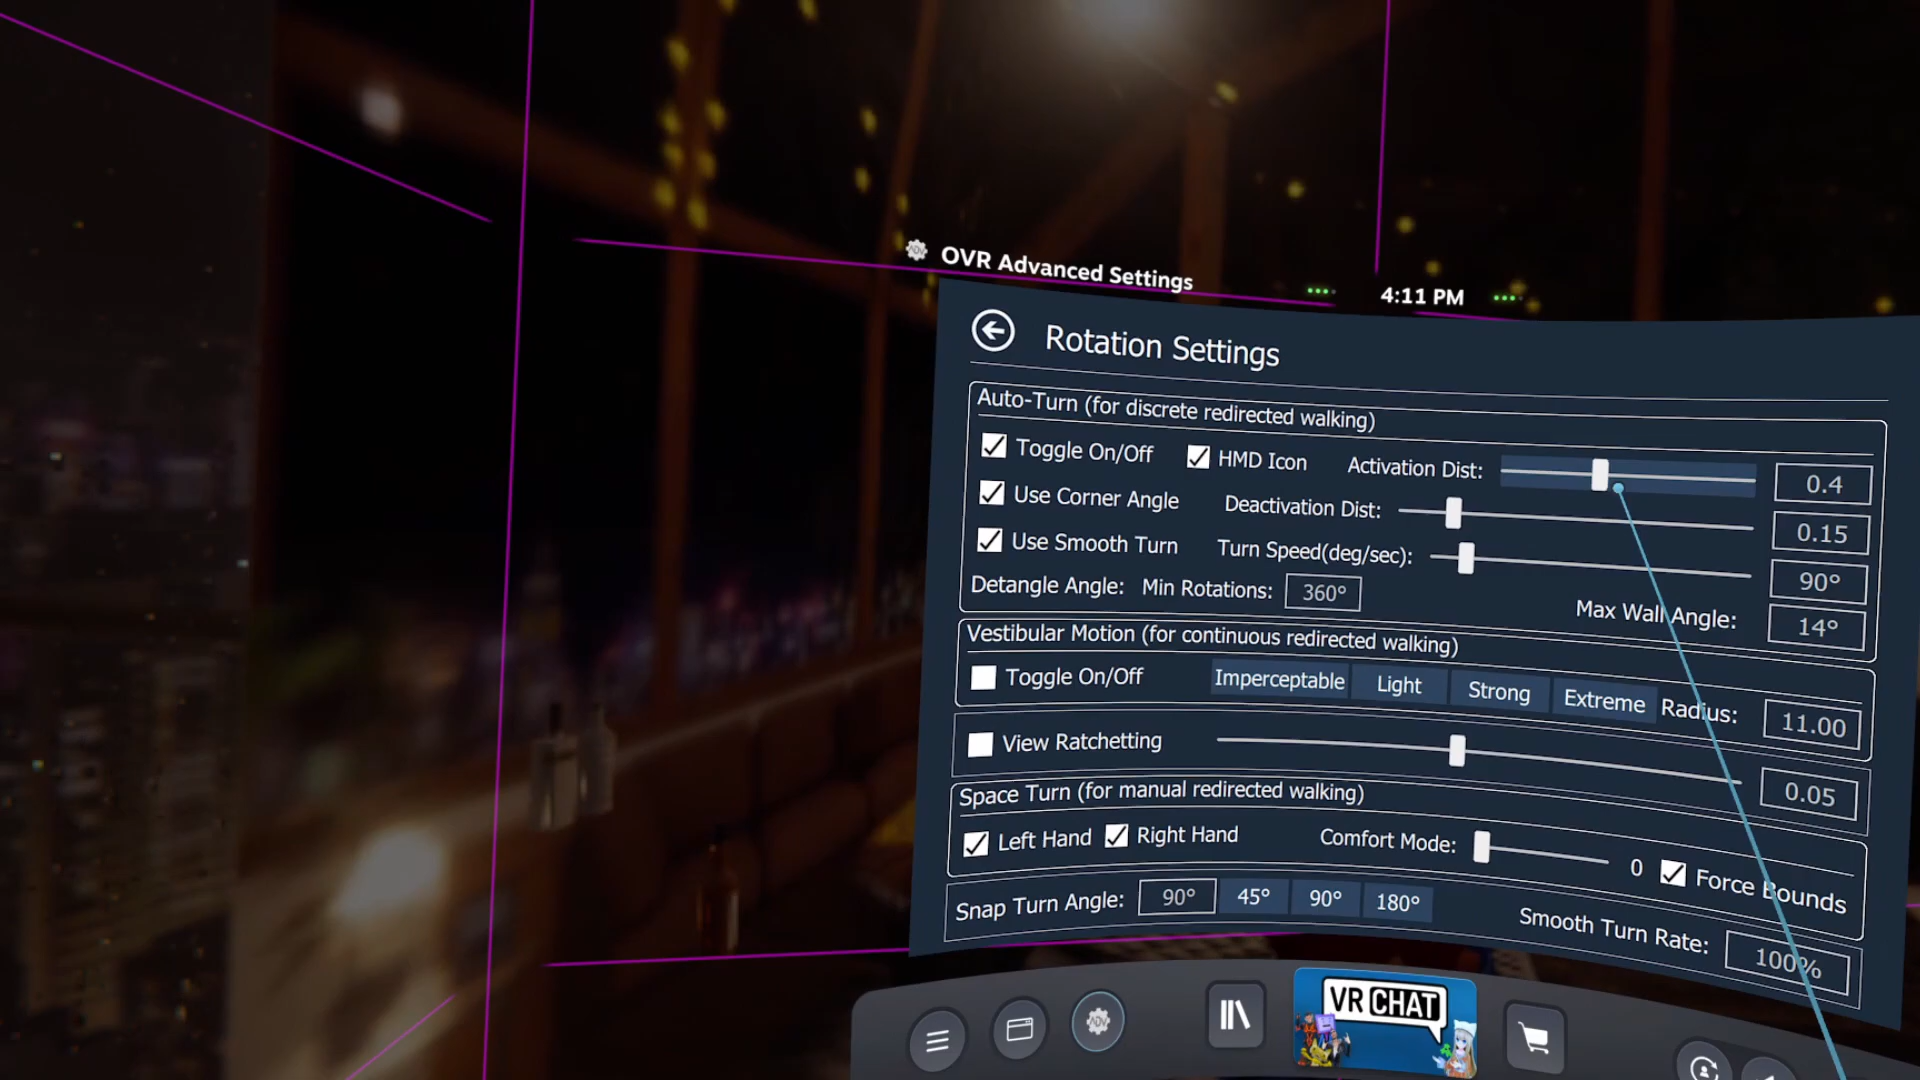 OVR Advanced Settings
4:11 PM
Rotation Settings
Auto-Turn (for discrete redirected walking)
Toggle On/Off HMD Icon Activation Dist: 0.4
Use Corner Angle Deactivation Dist: 0.15
Use Smooth Turn Turn Speed(deg/sec): 90°
Detangle Angle: Min Rotations: 360° Max Wall Angle: 14°
Vestibular Motion (for continuous redirected walking)
Toggle On/Off Imperceptable Light Strong Extreme Radius: 11.00
View Ratchetting 0.05
Space Turn (for manual redirected walking)
Left Hand Right Hand Comfort Mode: 0 Force Bounds
Snap Turn Angle: 90° 45° 90° 180° Smooth Turn Rate: 100%
ADV
VRCHAT